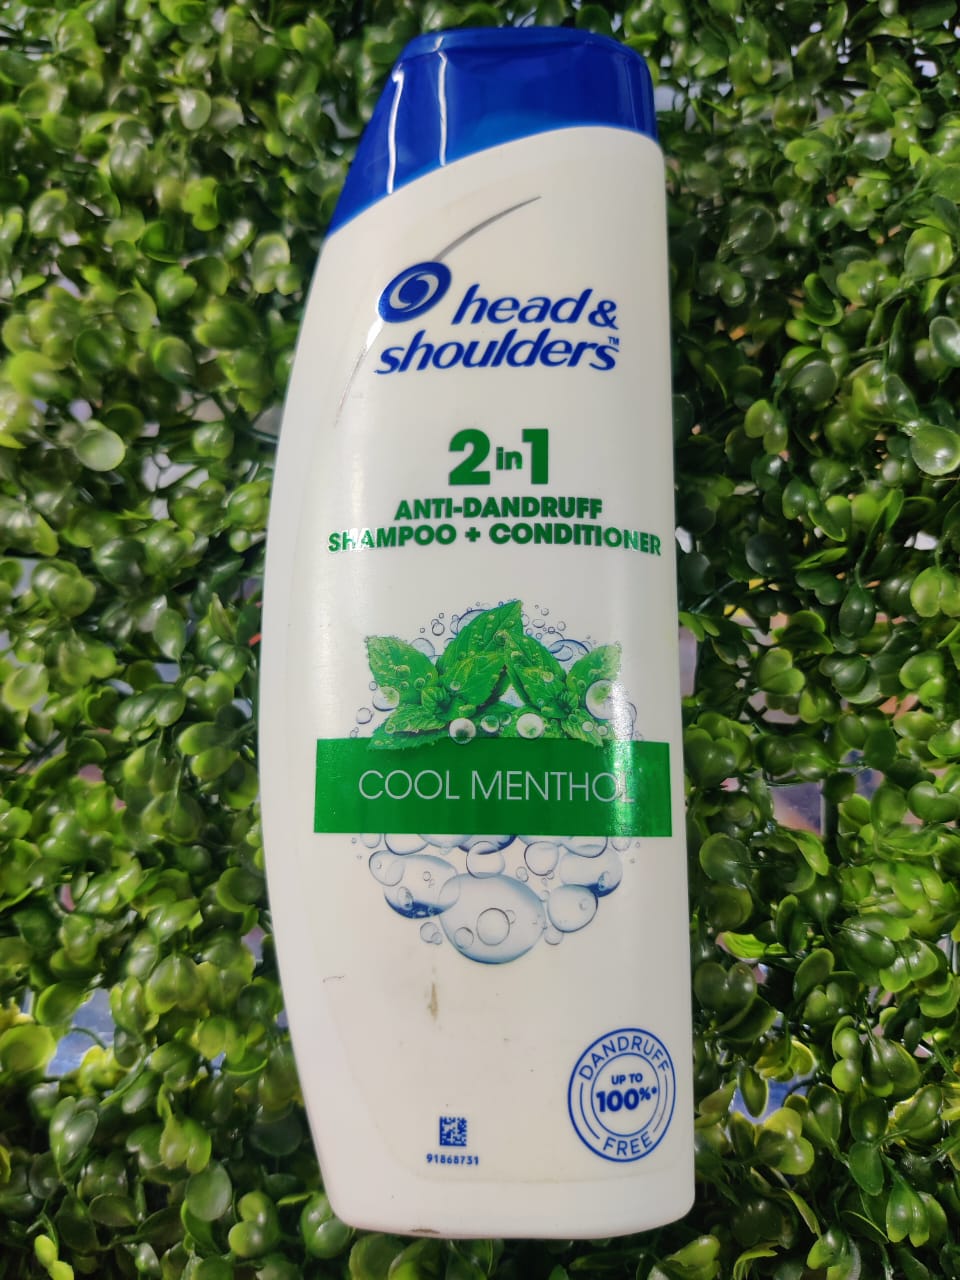 head &
shoulders™
2in1
ANTI-DANDRUFF
SHAMPOO + CONDITIONER
COOL MENTHOL
DANDRUFF
UP TO
100%*
FREE
91868731